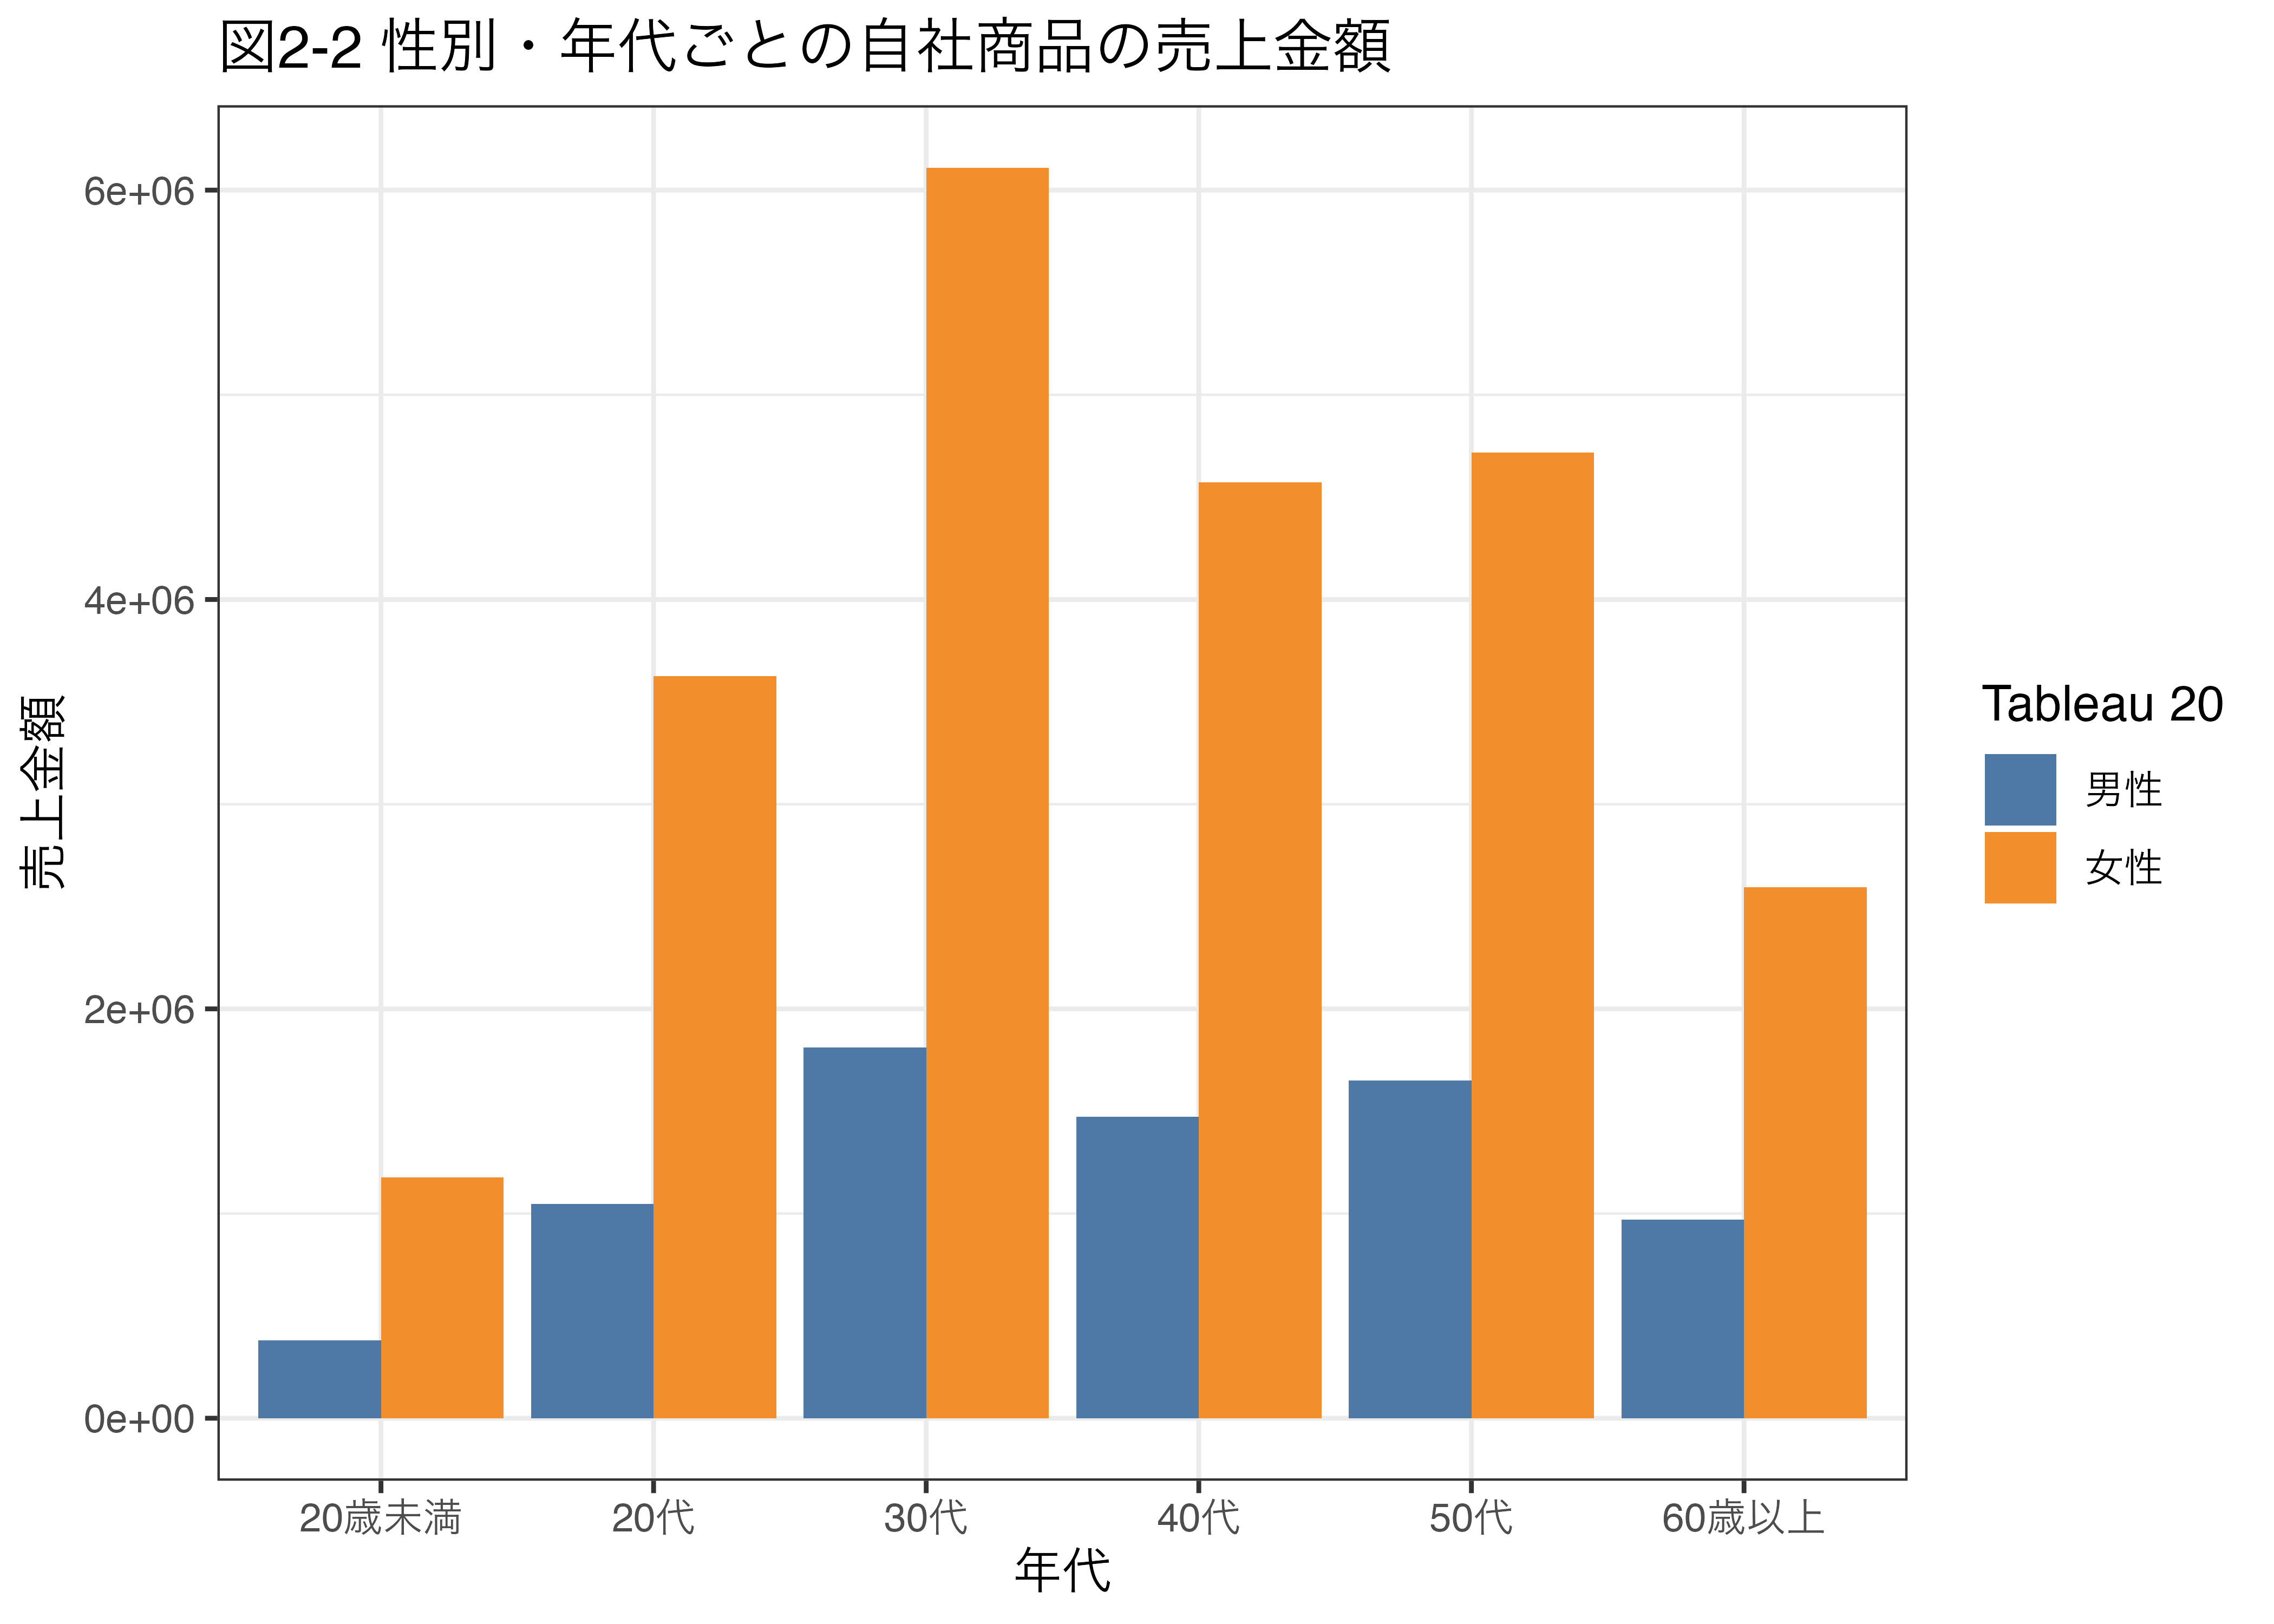 図2-2 性別・年代ごとの自社商品の売上金額
売上金額
6e+06
4e+06
2e+06
0e+00
20歳未満 20代 30代 40代 50代 60歳以上
年代
Tableau 20
男性
女性